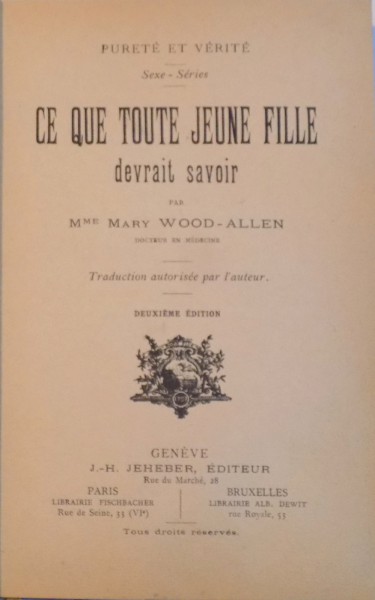 PURETÉ ET VÉRITÉ
Sexe - Séries
CE QUE TOUTE JEUNE FILLE
devrait savoir
PAR
Mme MARY WOOD-ALLEN
DOCTEUR EN MÉDECINE
Traduction autorisée par l'auteur.
DEUXIÈME ÉDITION
GENÈVE
J.-H. JEHEBER, ÉDITEUR
Rue du Marché, 28
PARIS
LIBRAIRIE FISCHBACHER
Rue de Seine, 33 (VIe)
BRUXELLES
LIBRAIRIE ALB. DEWIT
rue Royale, 53
Tous droits réservés.